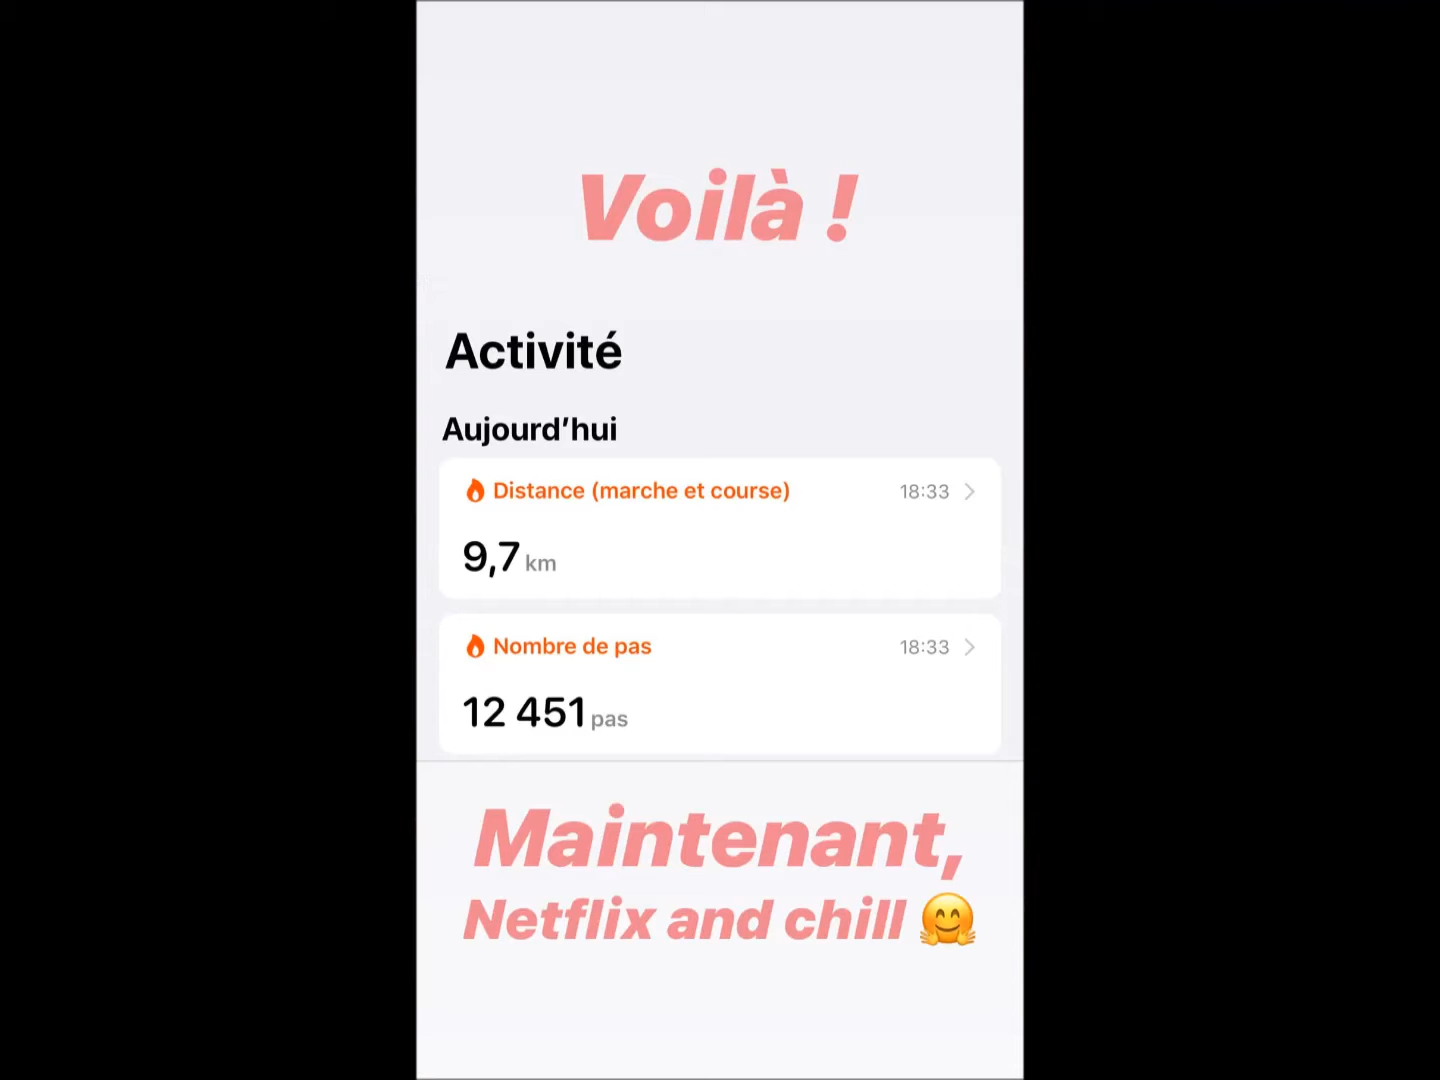 Voilà !
Activité
Aujourd’hui
Distance (marche et course) 18:33
9,7 km
Nombre de pas 18:33
12 451 pas
Maintenant,
Netflix and chill 🤗